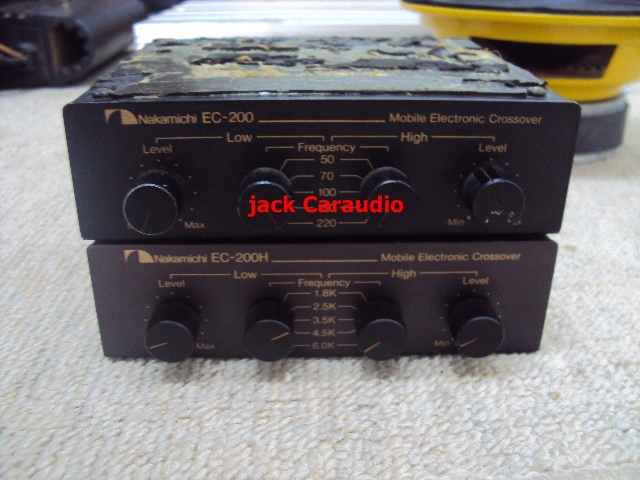 Nakamichi EC-200 Mobile Electronic Crossover
Low High
Level Frequency Level
50
70
100
jack Caraudio
220
Max Min
Nakamichi EC-200H Mobile Electronic Crossover
Low High
Level Frequency Level
1.8K
2.5K
3.5K
4.5K
6.0K
Max Min